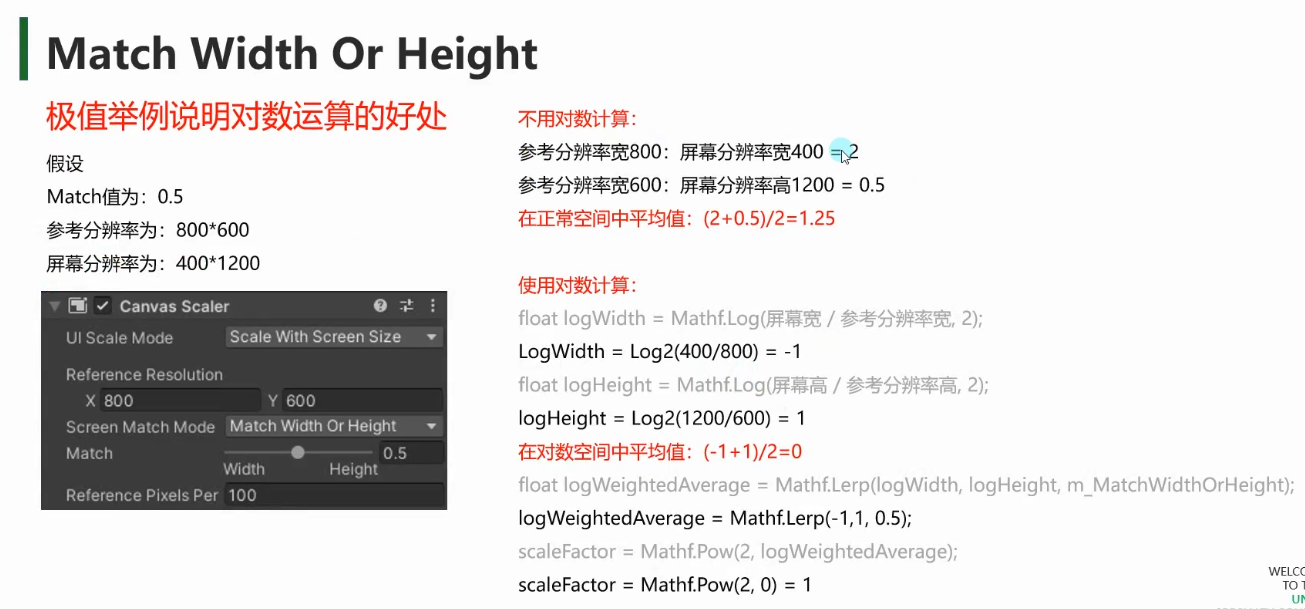 Match Width Or Height
极值举例说明对数运算的好处
假设
Match值为：0.5
参考分辨率为：800*600
屏幕分辨率为：400*1200
Canvas Scaler
UI Scale Mode
Scale With Screen Size
Reference Resolution
X 800
Y 600
Screen Match Mode
Match Width Or Height
Match
0.5
Width
Height
Reference Pixels Per
100
不用对数计算：
参考分辨率宽800：屏幕分辨率宽400 = 2
参考分辨率宽600：屏幕分辨率高1200 = 0.5
在正常空间中平均值：(2+0.5)/2=1.25
使用对数计算：
float logWidth = Mathf.Log(屏幕宽 / 参考分辨率宽, 2);
LogWidth = Log2(400/800) = -1
float logHeight = Mathf.Log(屏幕高 / 参考分辨率高, 2);
logHeight = Log2(1200/600) = 1
在对数空间中平均值：(-1+1)/2=0
float logWeightedAverage = Mathf.Lerp(logWidth, logHeight, m_MatchWidthOrHeight);
logWeightedAverage = Mathf.Lerp(-1,1, 0.5);
scaleFactor = Mathf.Pow(2, logWeightedAverage);
scaleFactor = Mathf.Pow(2, 0) = 1
WELCO
TO T
UN